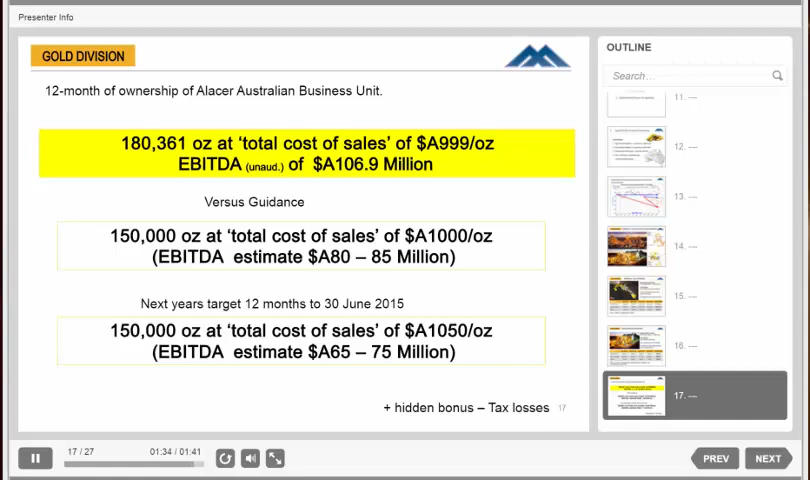 Presenter Info
GOLD DIVISION
12-month of ownership of Alacer Australian Business Unit.
180,361 oz at ‘total cost of sales’ of $A999/oz
EBITDA (unaud.) of $A106.9 Million
Versus Guidance
150,000 oz at ‘total cost of sales’ of $A1000/oz
(EBITDA estimate $A80 – 85 Million)
Next years target 12 months to 30 June 2015
150,000 oz at ‘total cost of sales’ of $A1050/oz
(EBITDA estimate $A65 – 75 Million)
+ hidden bonus – Tax losses 17
OUTLINE
Search...
11. ---
12. ---
13. ---
14. ---
15. ---
16. ---
17. ---
17 / 27 01:34 / 01:41
PREV NEXT